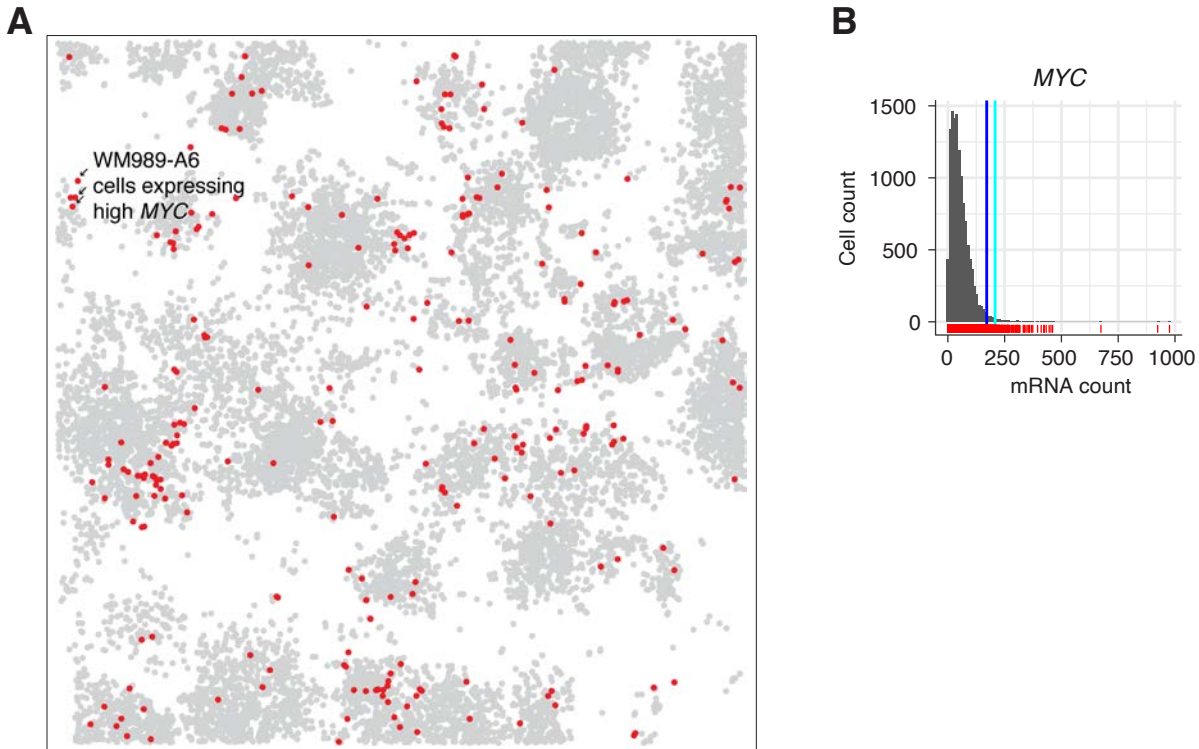 A
WM989-A6
cells expressing
high MYC
B
MYC
1500
1000
500
0
Cell count
0 250 500 750 1000
mRNA count